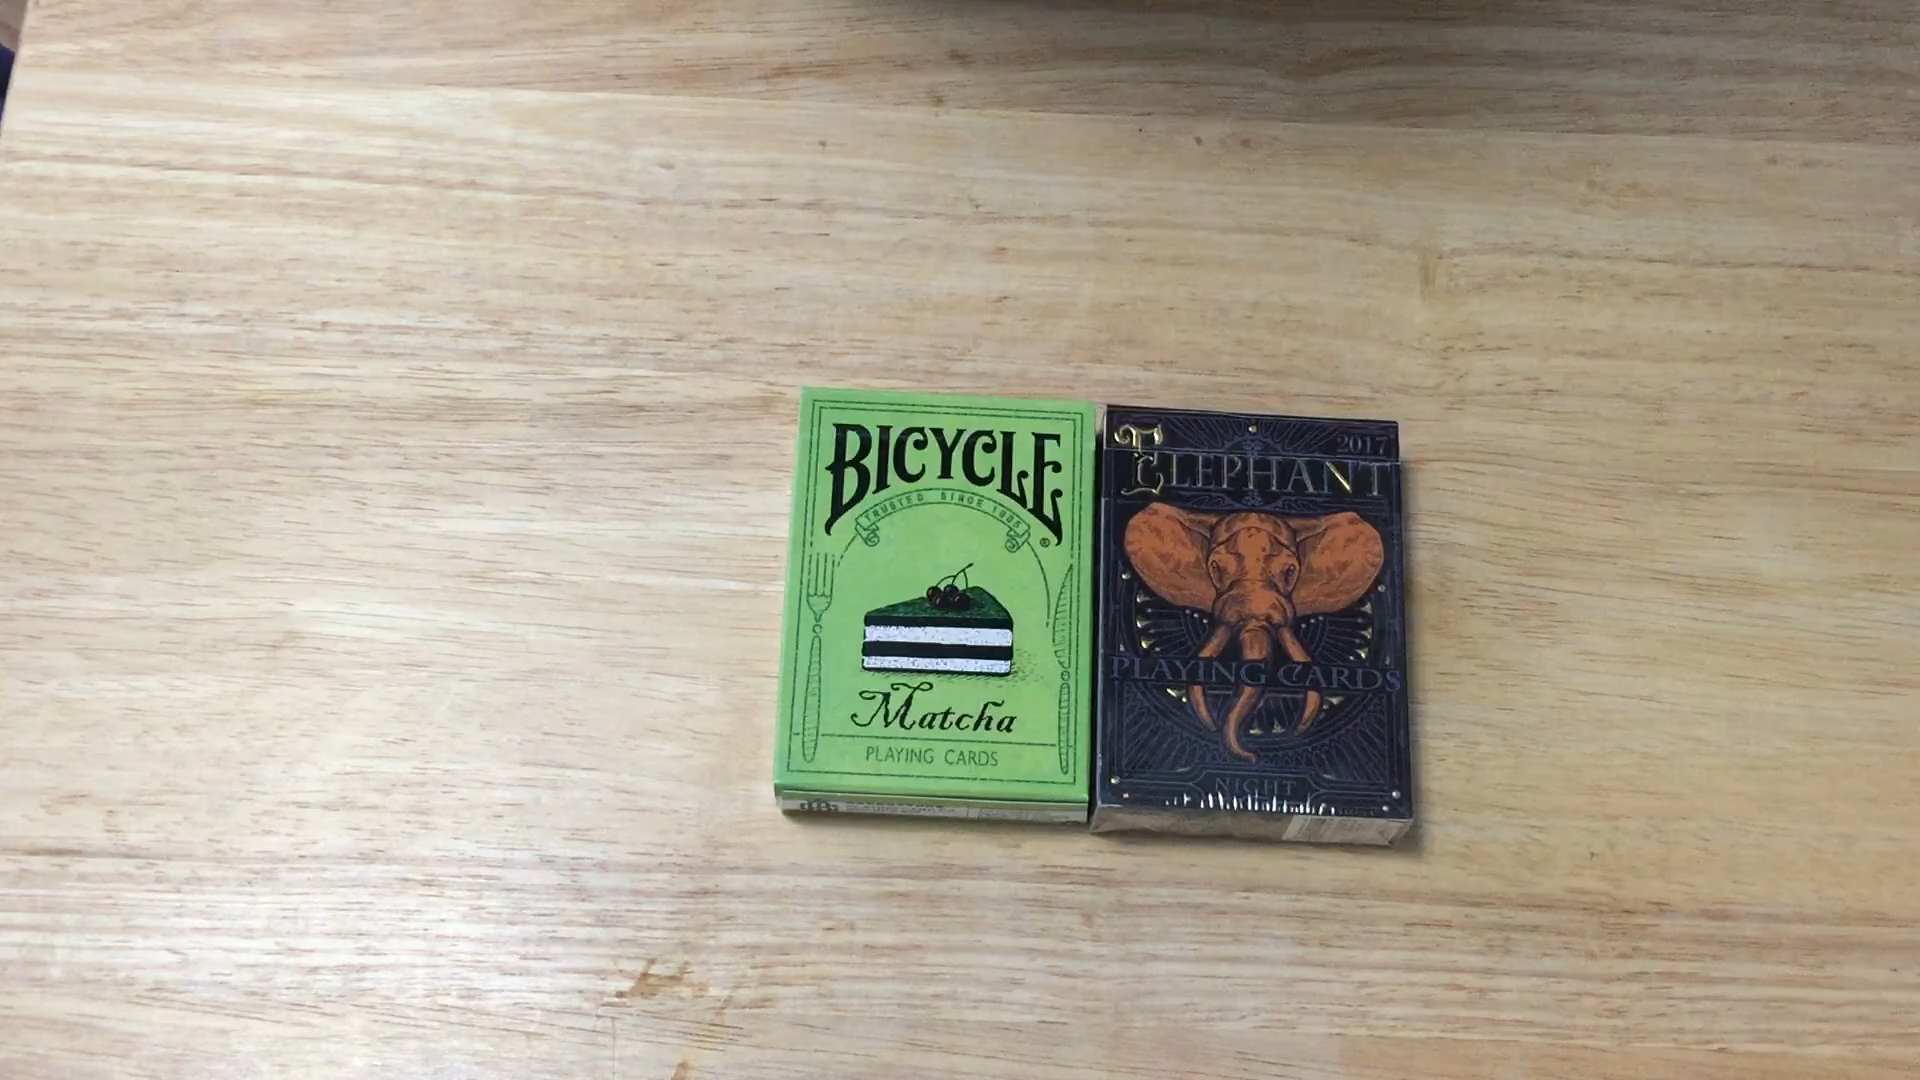 BICYCLE
TRUSTED SINCE 1885
Matcha
PLAYING CARDS
2017
ELEPHANT
PLAYING CARDS
NIGHT